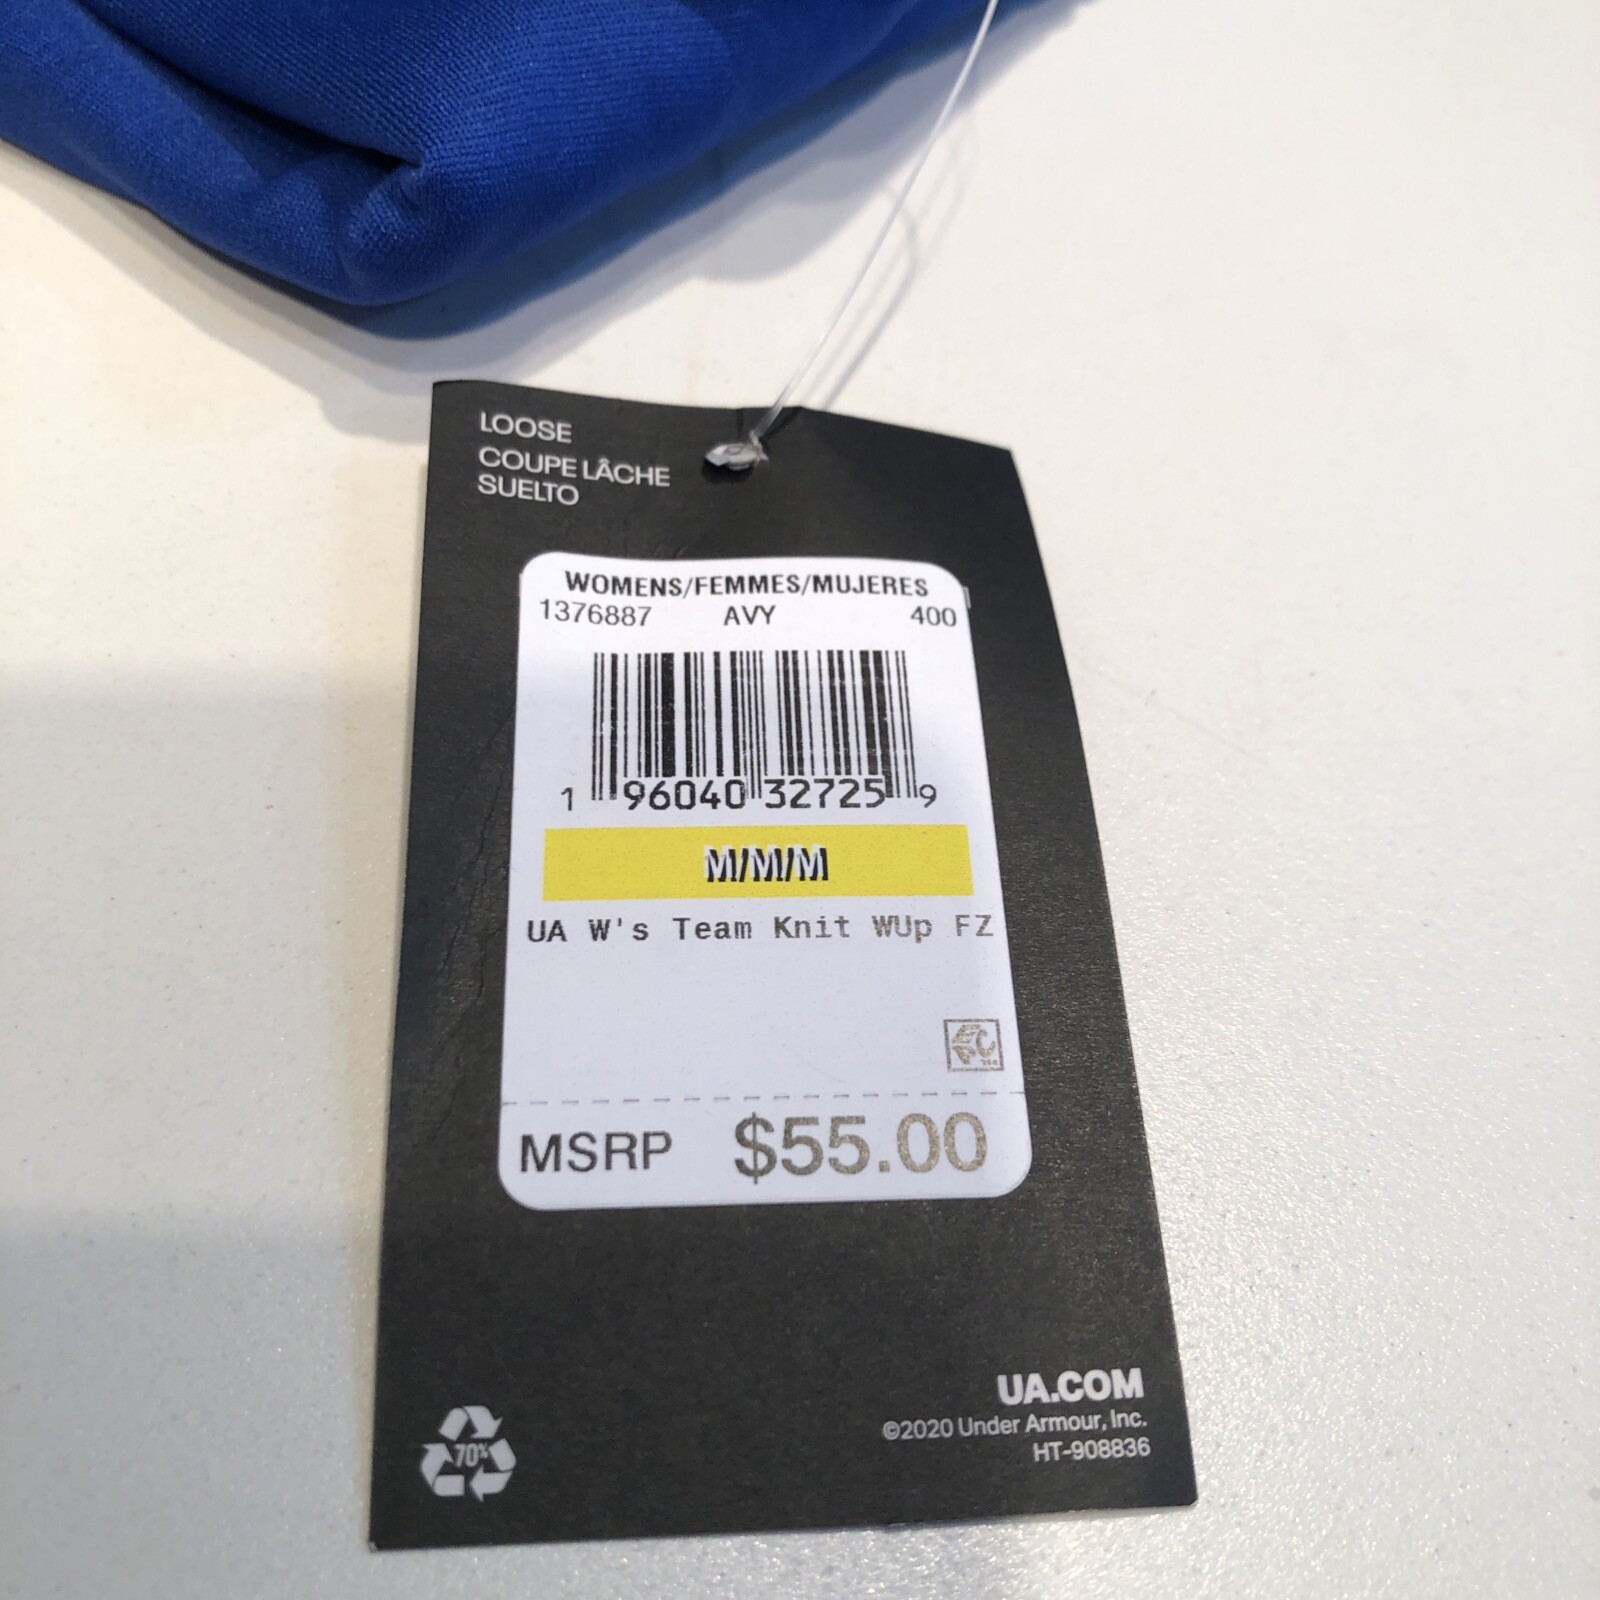 LOOSE
COUPE LÂCHE
SUELTO
WOMENS/FEMMES/MUJERES
1376887 AVY 400
1 96040 32725 9
M/M/M
UA W's Team Knit WUp FZ
MSRP $55.00
70%
UA.COM
©2020 Under Armour, Inc.
HT-908836